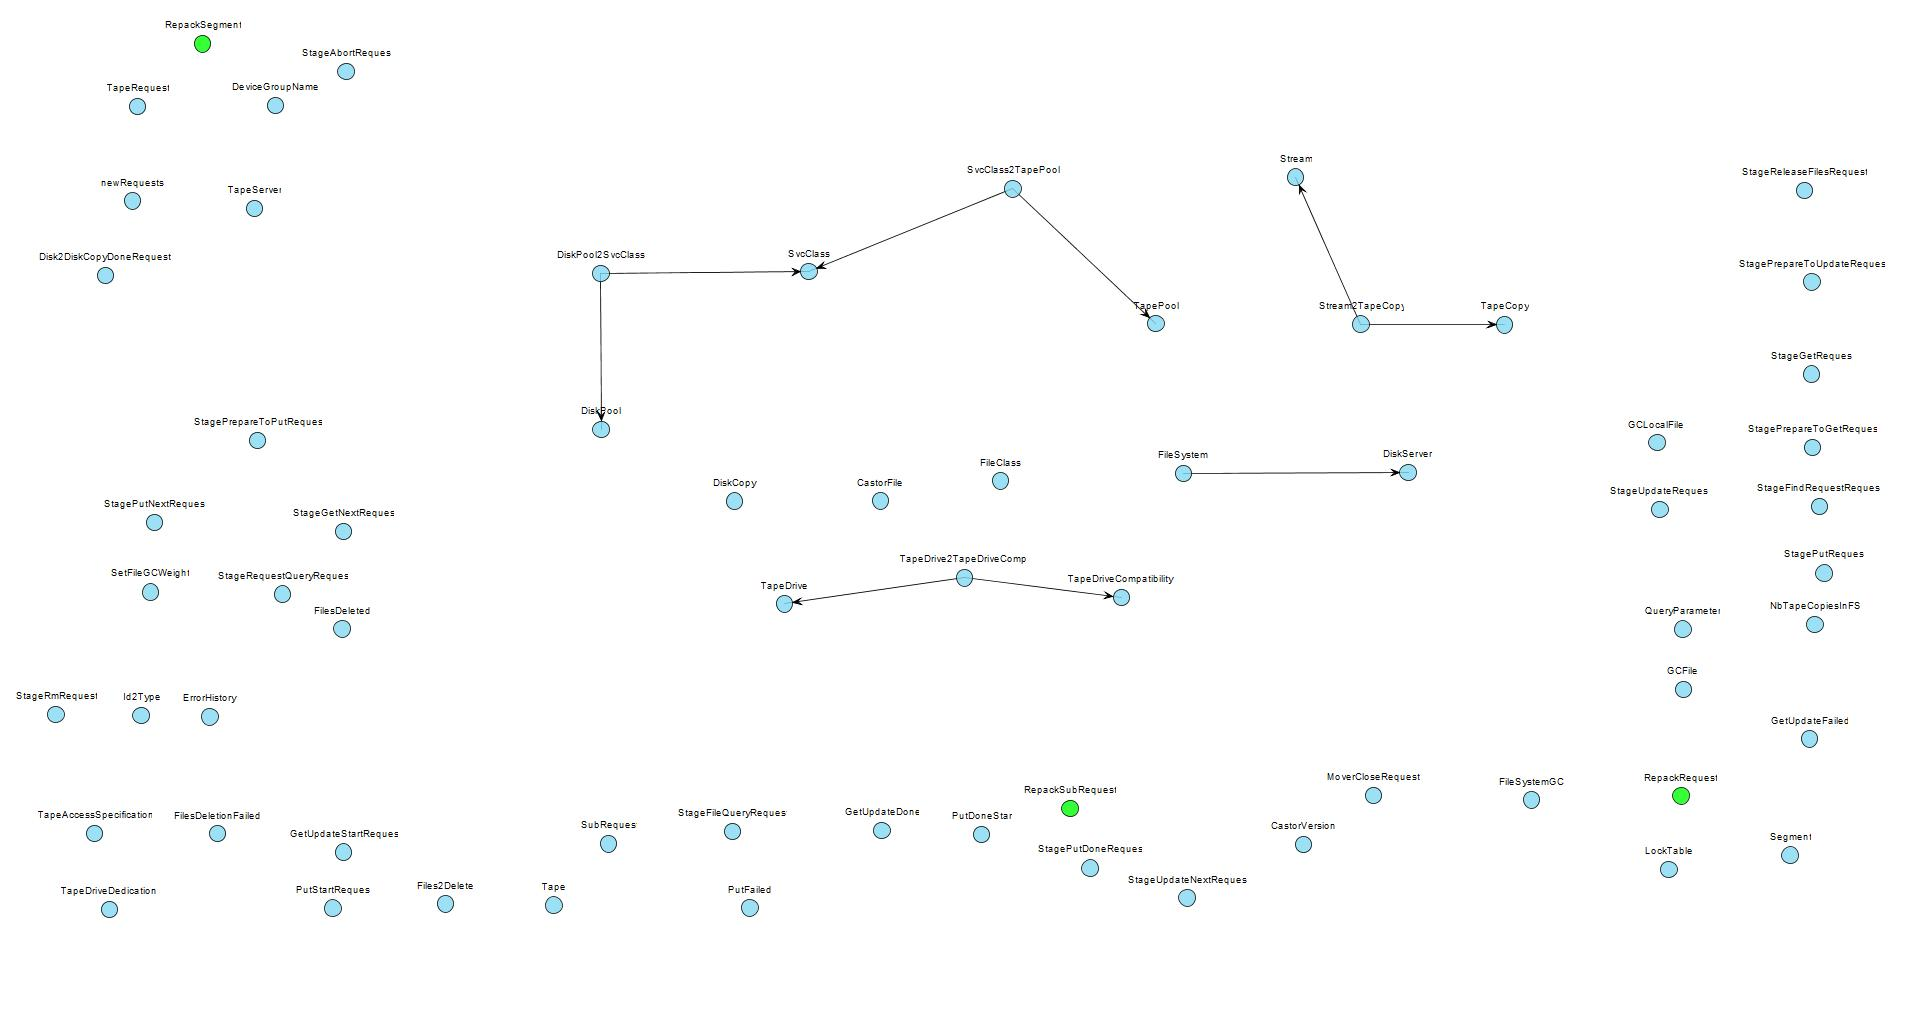 RepackSegment
StageAbortReques
TapeRequest
DeviceGroupName
Stream
SvcClass2TapePool
StageReleaseFilesRequest
newRequests
TapeServer
DiskPool2SvcClass
SvcClass
Disk2DiskCopyDoneRequest
StagePrepareToUpdateReques
TapePool
Stream2TapeCopy
TapeCopy
StageGetReques
DiskPool
StagePrepareToPutReques
GCLocalFile
StagePrepareToGetReques
FileSystem
DiskServer
FileClass
DiskCopy
CastorFile
StageUpdateReques
StageFindRequestReques
StagePutNextReques
StageGetNextReques
StagePutReques
TapeDrive2TapeDriveComp
SetFileGCWeight
StageRequestQueryReques
TapeDrive
TapeDriveCompatibility
FilesDeleted
QueryParameter
NbTapeCopiesInFS
GCFile
StageRmRequest
Id2Type
ErrorHistory
GetUpdateFailed
MoverCloseRequest
FileSystemGC
RepackRequest
RepackSubRequest
TapeAccessSpecification
FilesDeletionFailed
StageFileQueryReques
GetUpdateDone
PutDoneStar
GetUpdateStartReques
SubReques
CastorVersion
Segment
StagePutDoneReques
LockTable
StageUpdateNextReques
TapeDriveDedication
PutStartReques
Files2Delete
Tape
PutFailed